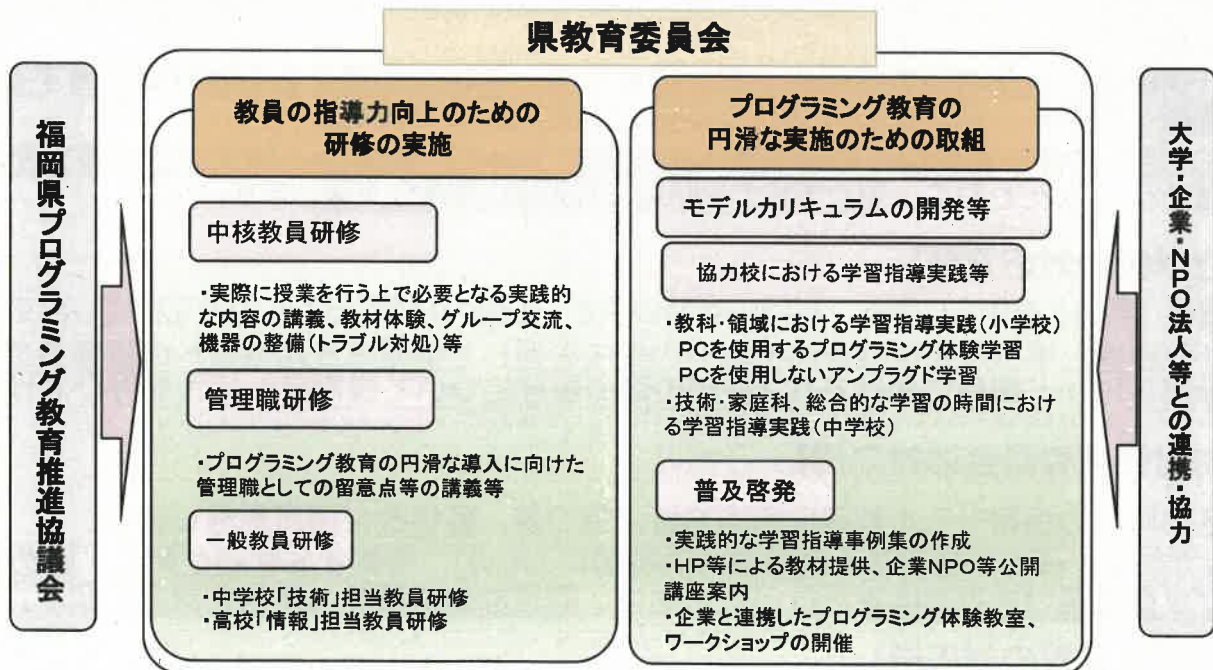 県教育委員会
福岡県プログラミング教育推進協議会
教員の指導力向上のための
研修の実施
中核教員研修
・実際に授業を行う上で必要となる実践的
な内容の講義、教材体験、グループ交流、
機器の整備(トラブル対処)等
管理職研修
・プログラミング教育の円滑な導入に向けた
管理職としての留意点等の講義等
一般教員研修
・中学校「技術」担当教員研修
・高校「情報」担当教員研修
プログラミング教育の
円滑な実施のための取組
モデルカリキュラムの開発等
協力校における学習指導実践等
・教科・領域における学習指導実践(小学校)
PCを使用するプログラミング体験学習
PCを使用しないアンプラグド学習
・技術・家庭科、総合的な学習の時間におけ
る学習指導実践(中学校)
普及啓発
・実践的な学習指導事例集の作成
・HP等による教材提供、企業NPO等公開
講座案内
・企業と連携したプログラミング体験教室、
ワークショップの開催
大学・企業・NPO法人等との連携・協力